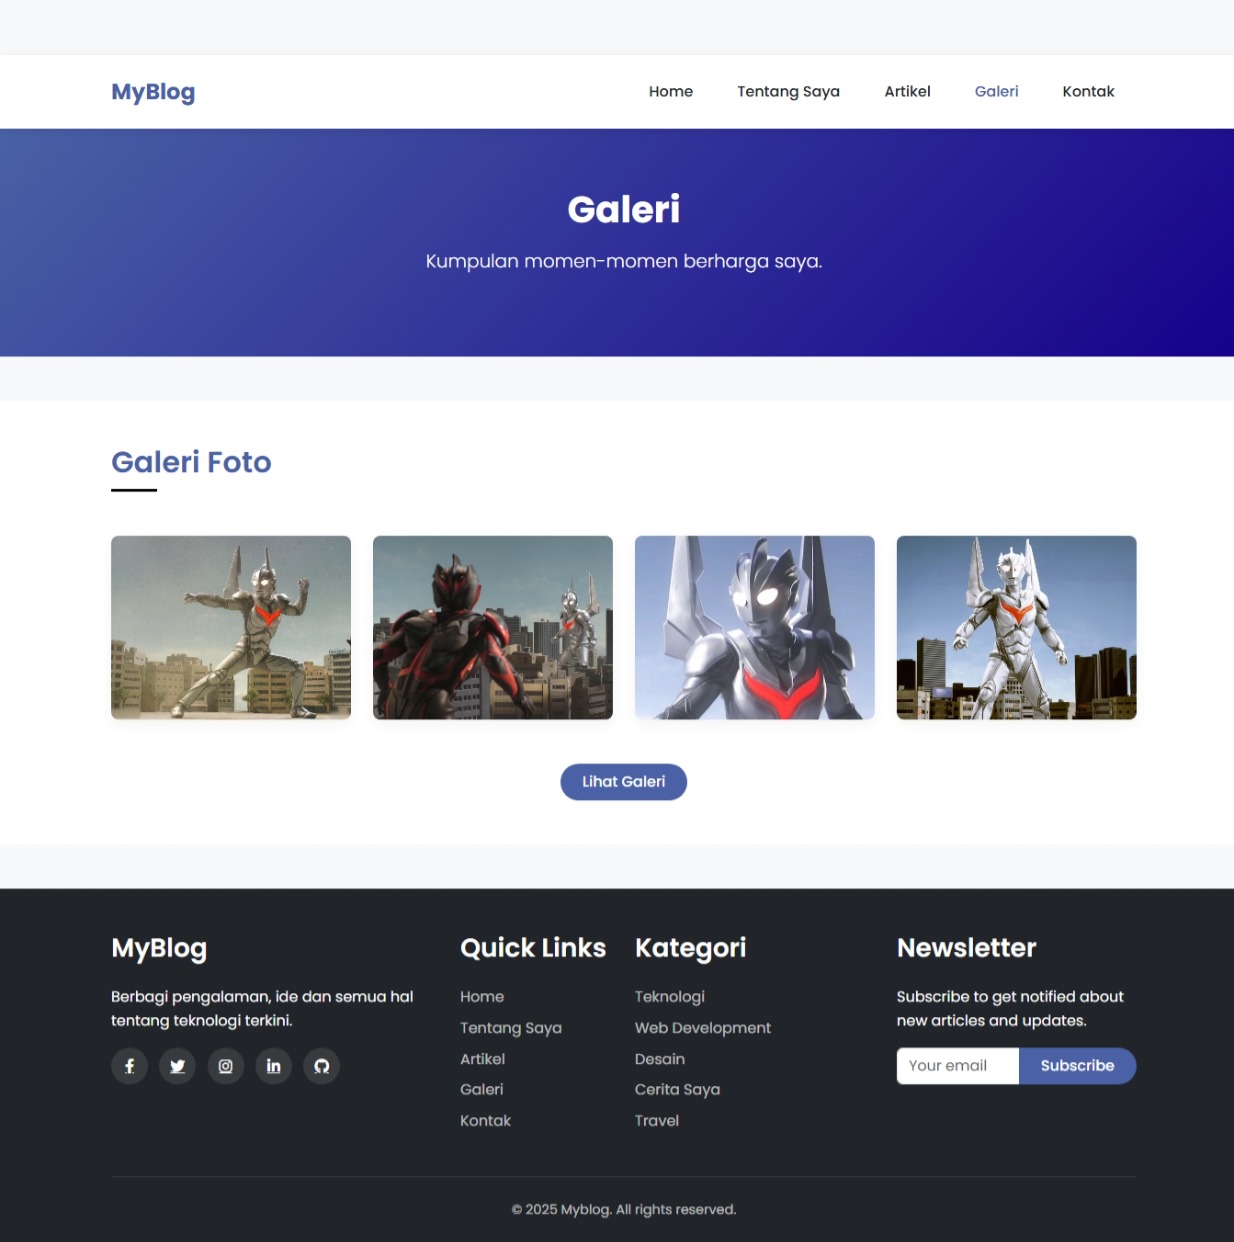 MyBlog
Home
Tentang Saya
Artikel
Galeri
Kontak
Galeri
Kumpulan momen-momen berharga saya.
Galeri Foto
Lihat Galeri
MyBlog
Berbagi pengalaman, ide dan semua hal
tentang teknologi terkini.
Quick Links
Home
Tentang Saya
Artikel
Galeri
Kontak
Kategori
Teknologi
Web Development
Desain
Cerita Saya
Travel
Newsletter
Subscribe to get notified about
new articles and updates.
Your email
Subscribe
© 2025 Myblog. All rights reserved.